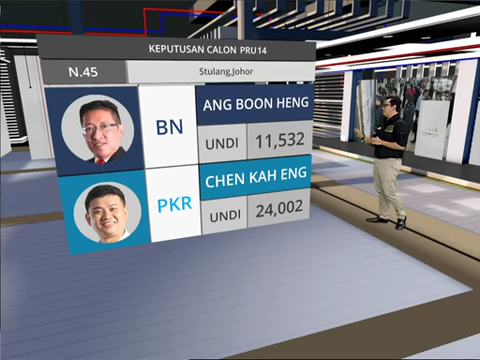 KEPUTUSAN CALON PRU14
N.45
Stulang,Johor
BN
ANG BOON HENG
UNDI 11,532
PKR
CHEN KAH ENG
UNDI 24,002